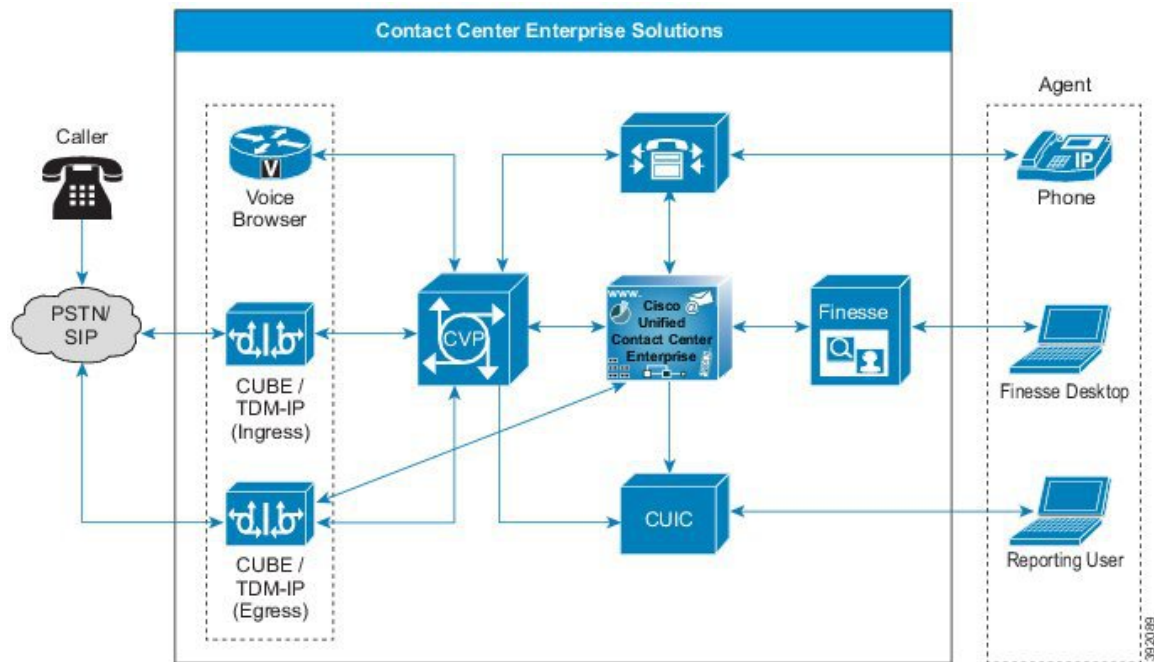 Contact Center Enterprise Solutions
Caller
PSTN/
SIP
V
Voice
Browser
CUBE /
TDM-IP
(Ingress)
CUBE /
TDM-IP
(Egress)
CVP
www.
@
Cisco
Unified
Contact Center
Enterprise
Finesse
CUIC
Agent
IP
Phone
Finesse Desktop
Reporting User
392089